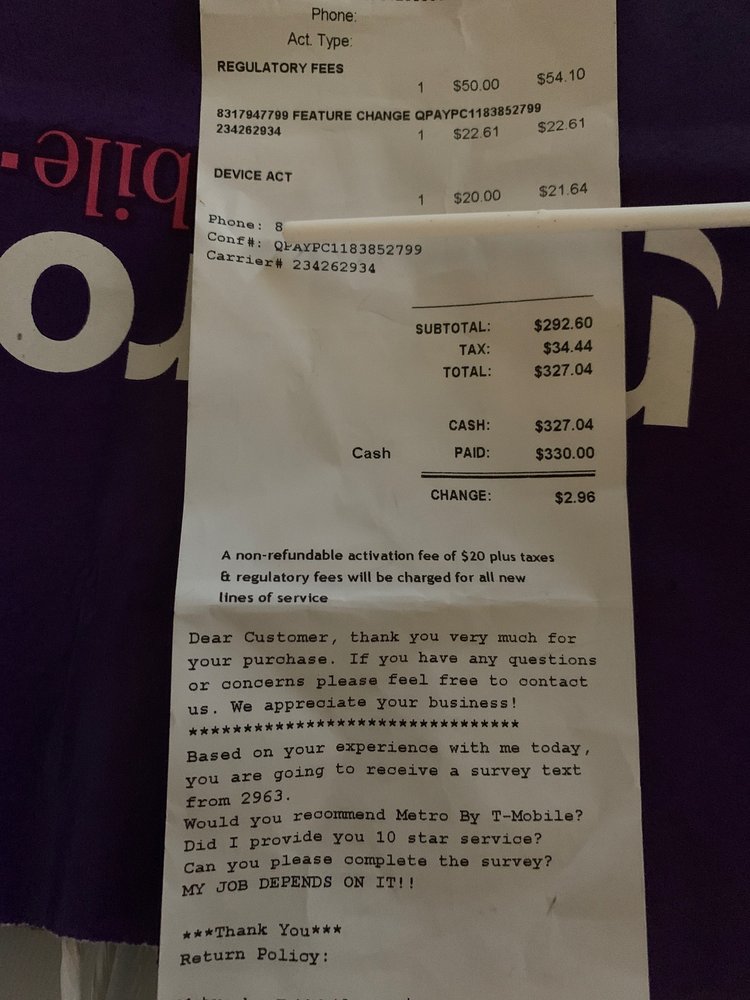 Phone:
Act. Type:
REGULATORY FEES
1 $50.00 $54.10
8317947799 FEATURE CHANGE QPAYPC1183852799
234262934 1 $22.61 $22.61
DEVICE ACT
1 $20.00 $21.64
Phone: 8
Conf#: QPAYPC1183852799
Carrier# 234262934
SUBTOTAL: $292.60
TAX: $34.44
TOTAL: $327.04
CASH: $327.04
Cash PAID: $330.00
CHANGE: $2.96
A non-refundable activation fee of $20 plus taxes
& regulatory fees will be charged for all new
lines of service
Dear Customer, thank you very much for
your purchase. If you have any questions
or concerns please feel free to contact
us. We appreciate your business!
*********************************
Based on your experience with me today,
you are going to receive a survey text
from 2963.
Would you recommend Metro By T-Mobile?
Did I provide you 10 star service?
Can you please complete the survey?
MY JOB DEPENDS ON IT!!
***Thank You***
Return Policy: